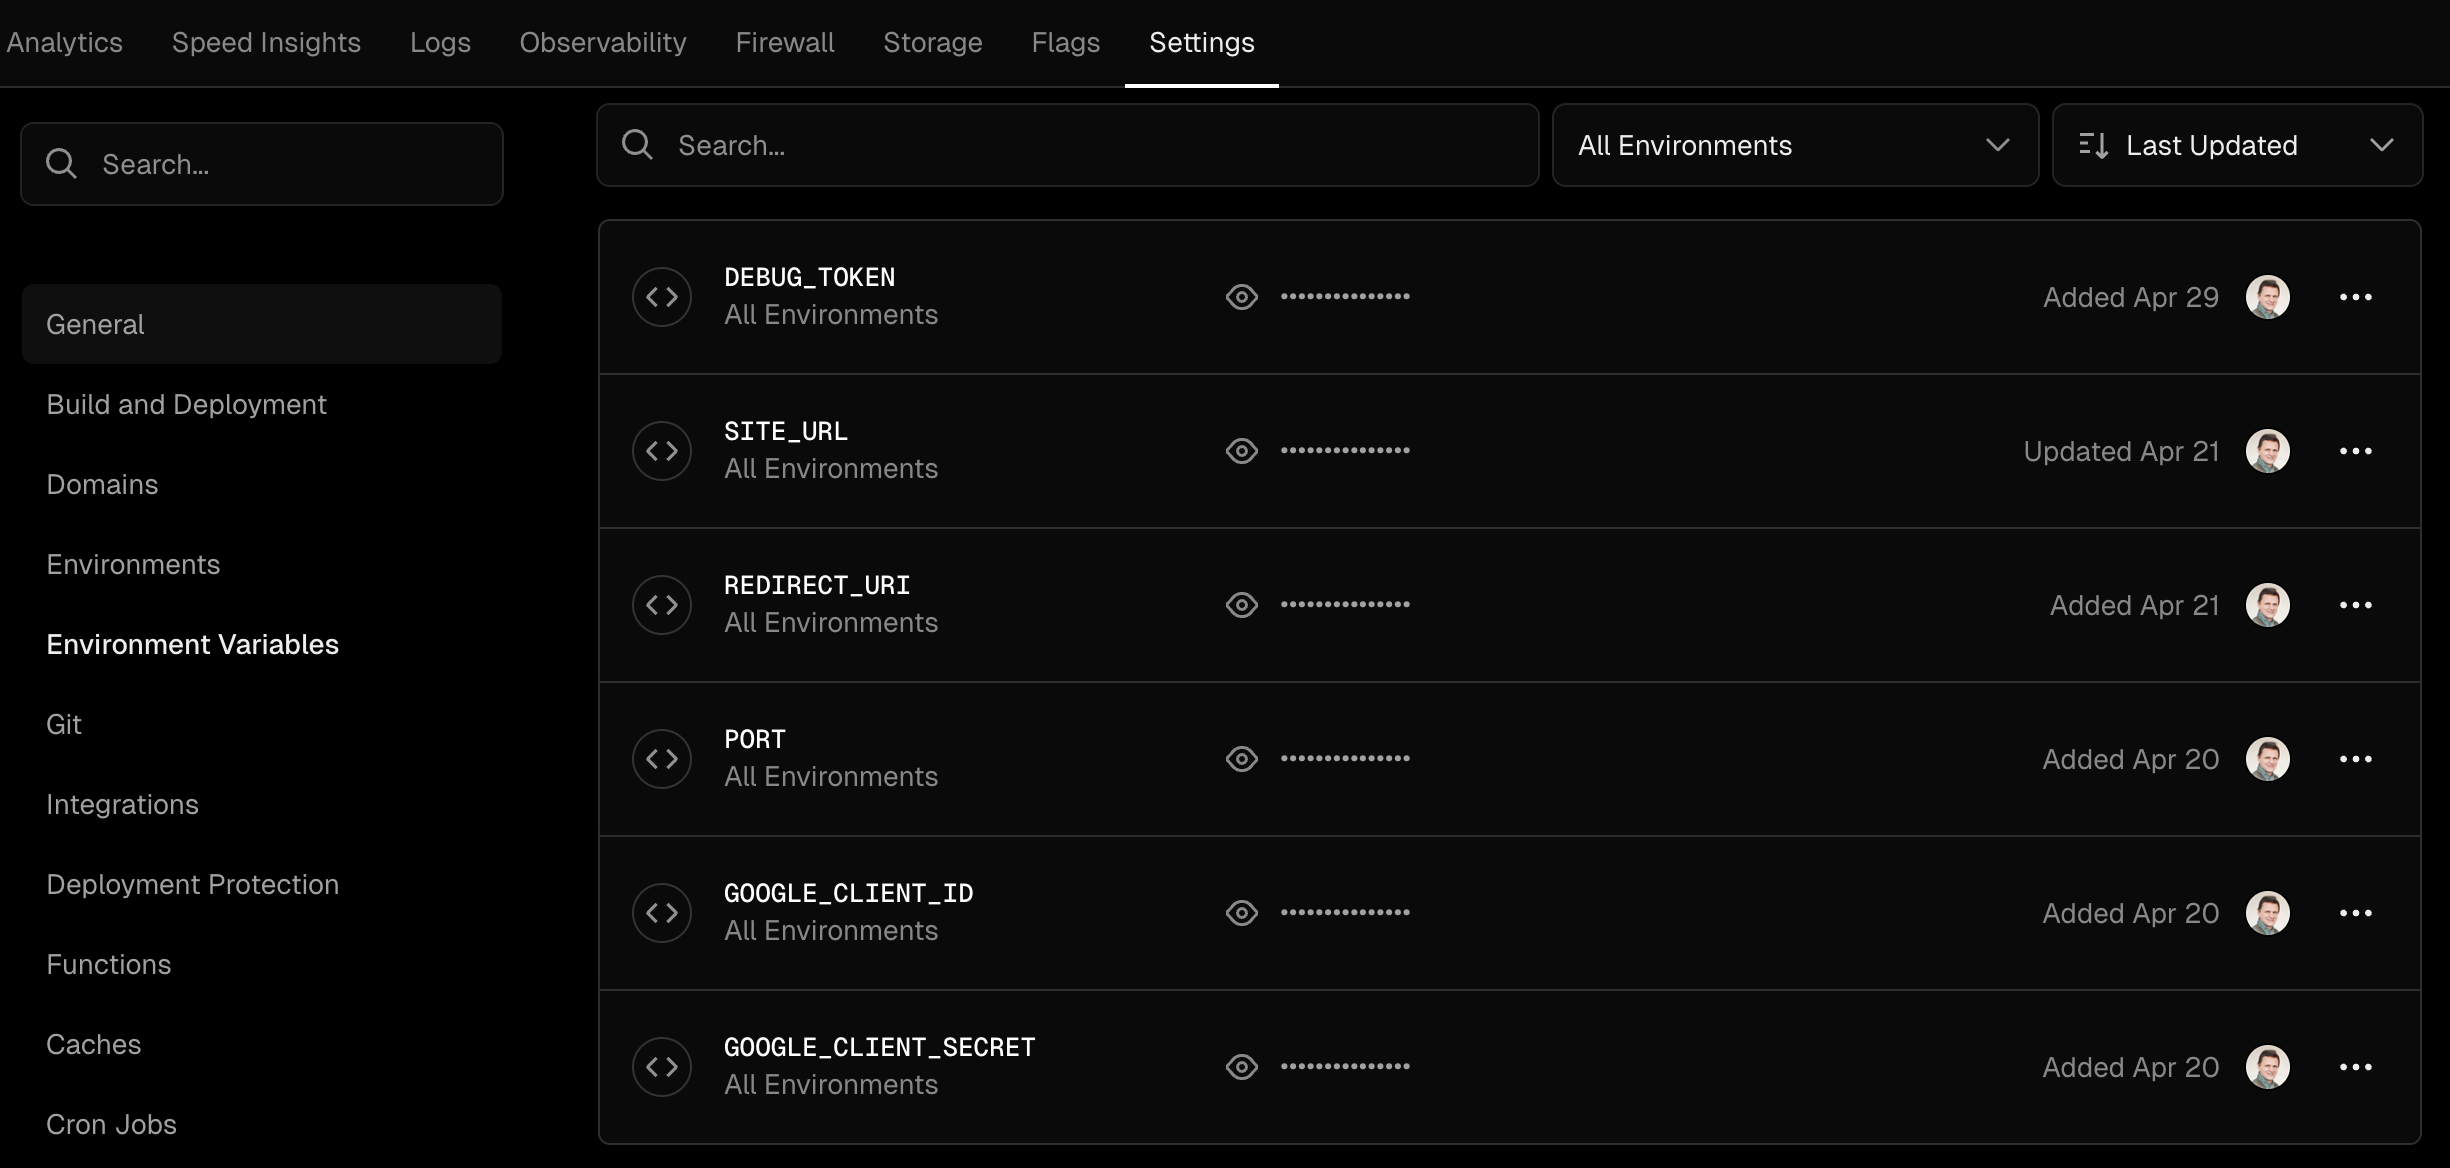 Analytics Speed Insights Logs Observability Firewall Storage Flags Settings
Search...
General
Build and Deployment
Domains
Environments
Environment Variables
Git
Integrations
Deployment Protection
Functions
Caches
Cron Jobs
Search... All Environments Last Updated
DEBUG_TOKEN
All Environments
••••••••••••••• Added Apr 29
SITE_URL
All Environments
••••••••••••••• Updated Apr 21
REDIRECT_URI
All Environments
••••••••••••••• Added Apr 21
PORT
All Environments
••••••••••••••• Added Apr 20
GOOGLE_CLIENT_ID
All Environments
••••••••••••••• Added Apr 20
GOOGLE_CLIENT_SECRET
All Environments
••••••••••••••• Added Apr 20